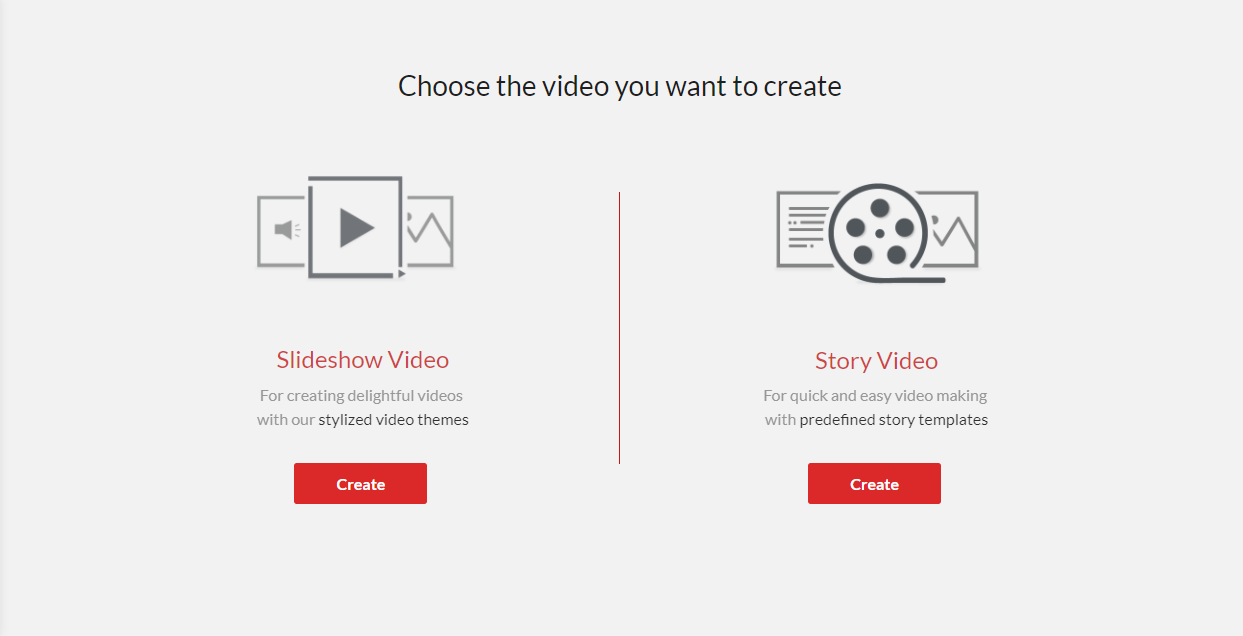 Choose the video you want to create
Slideshow Video
For creating delightful videos
with our stylized video themes
Create
Story Video
For quick and easy video making
with predefined story templates
Create